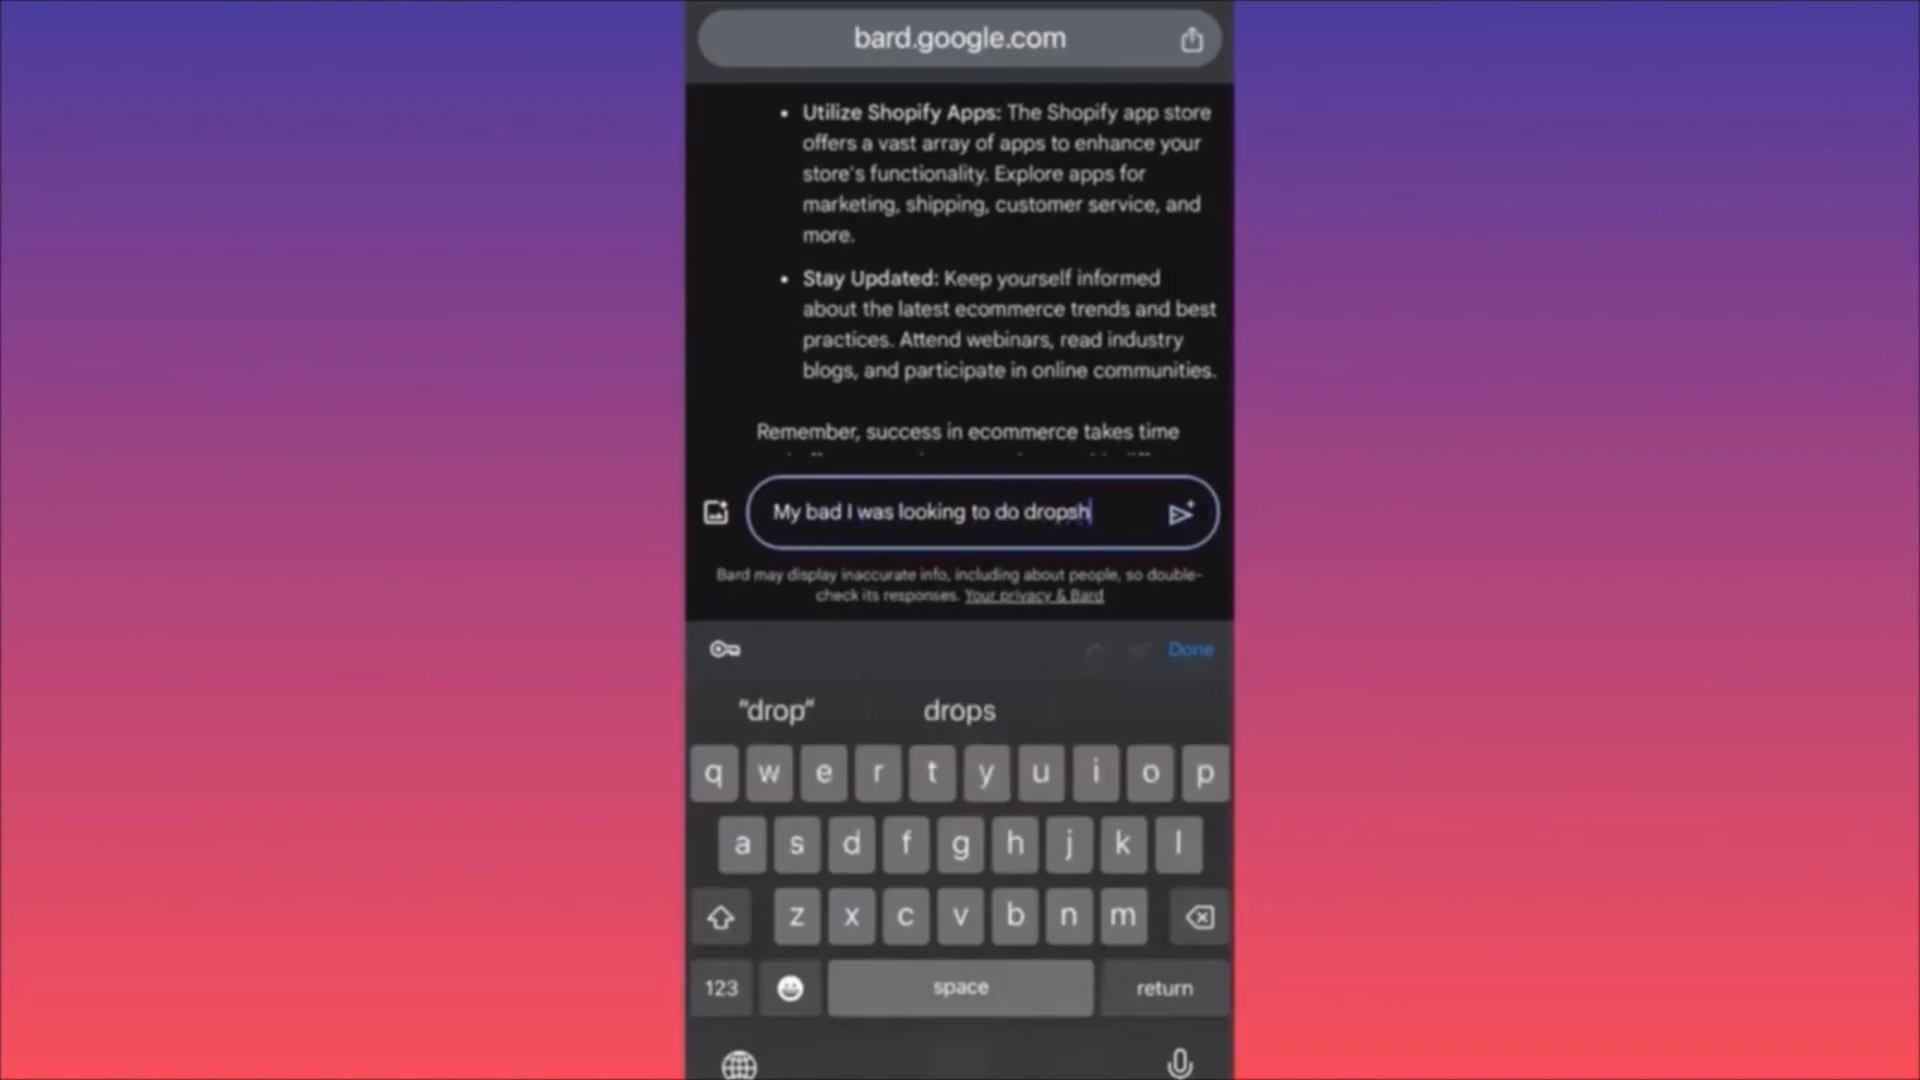 bard.google.com
• Utilize Shopify Apps: The Shopify app store
offers a vast array of apps to enhance your
store's functionality. Explore apps for
marketing, shipping, customer service, and
more.
• Stay Updated: Keep yourself informed
about the latest ecommerce trends and best
practices. Attend webinars, read industry
blogs, and participate in online communities.
Remember, success in ecommerce takes time
My bad I was looking to do dropsh
Bard may display inaccurate info, including about people, so double-
check its responses. Your privacy & Bard
Done
“drop“ drops
q w e r t y u i o p
a s d f g h j k l
z x c v b n m
123 space return